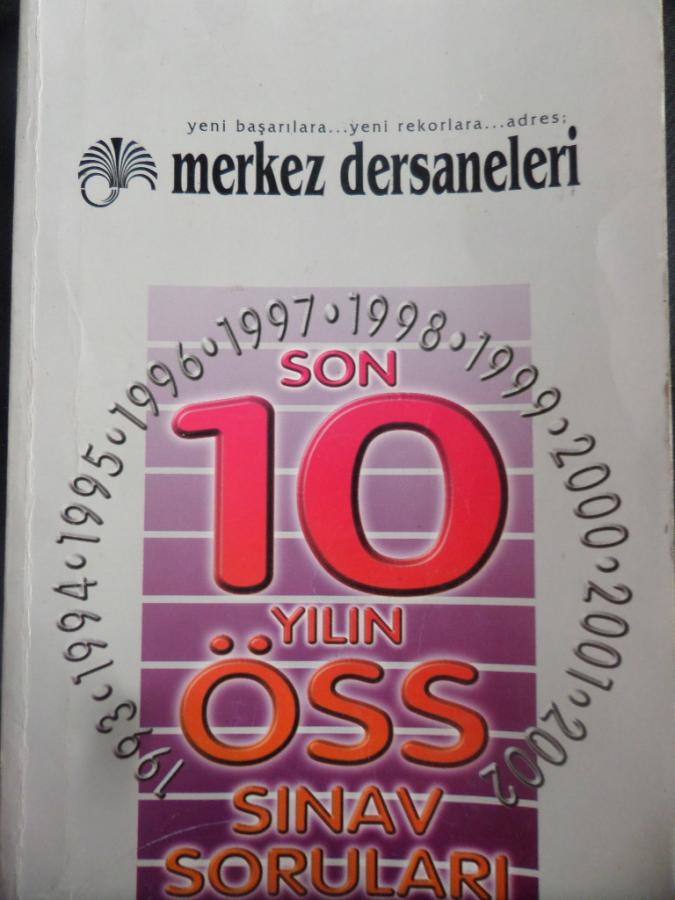 yeni başarılara...yeni rekorlara...adres;
merkez dersaneleri
1993•1994•1995•1996•1997•1998•1999•2000•2001•2002
SON
10
YILIN
ÖSS
SINAV
SORULARI